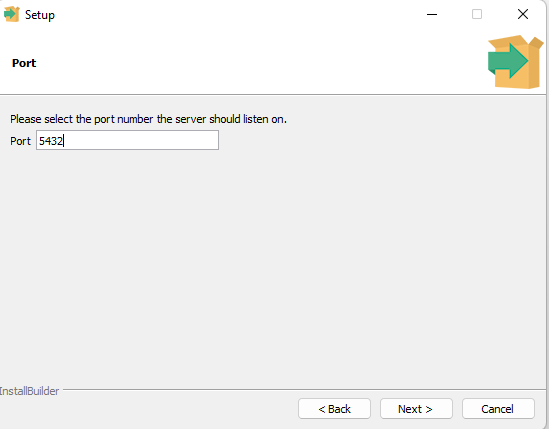 Setup
Port
Please select the port number the server should listen on.
Port 5432
InstallBuilder
< Back Next > Cancel